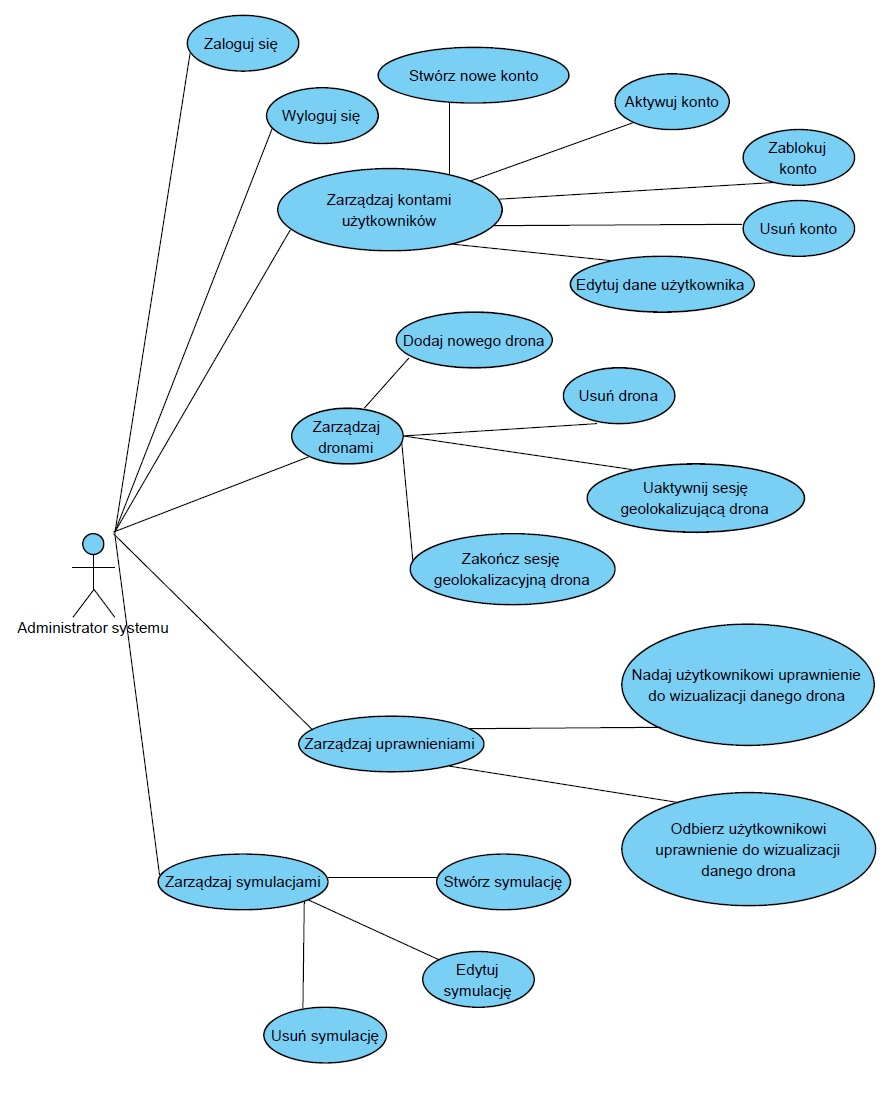 Zaloguj się
Stwórz nowe konto
Aktywuj konto
Wyloguj się
Zablokuj
konto
Zarządzaj kontami
użytkowników
Usuń konto
Edytuj dane użytkownika
Dodaj nowego drona
Usuń drona
Zarządzaj
dronami
Uaktywnij sesję
geolokalizującą drona
Zakończ sesję
geolokalizacyjną drona
Administrator systemu
Nadaj użytkownikowi uprawnienie
do wizualizacji danego drona
Zarządzaj uprawnieniami
Odbierz użytkownikowi
uprawnienie do wizualizacji
danego drona
Zarządzaj symulacjami
Stwórz symulację
Edytuj
symulację
Usuń symulację